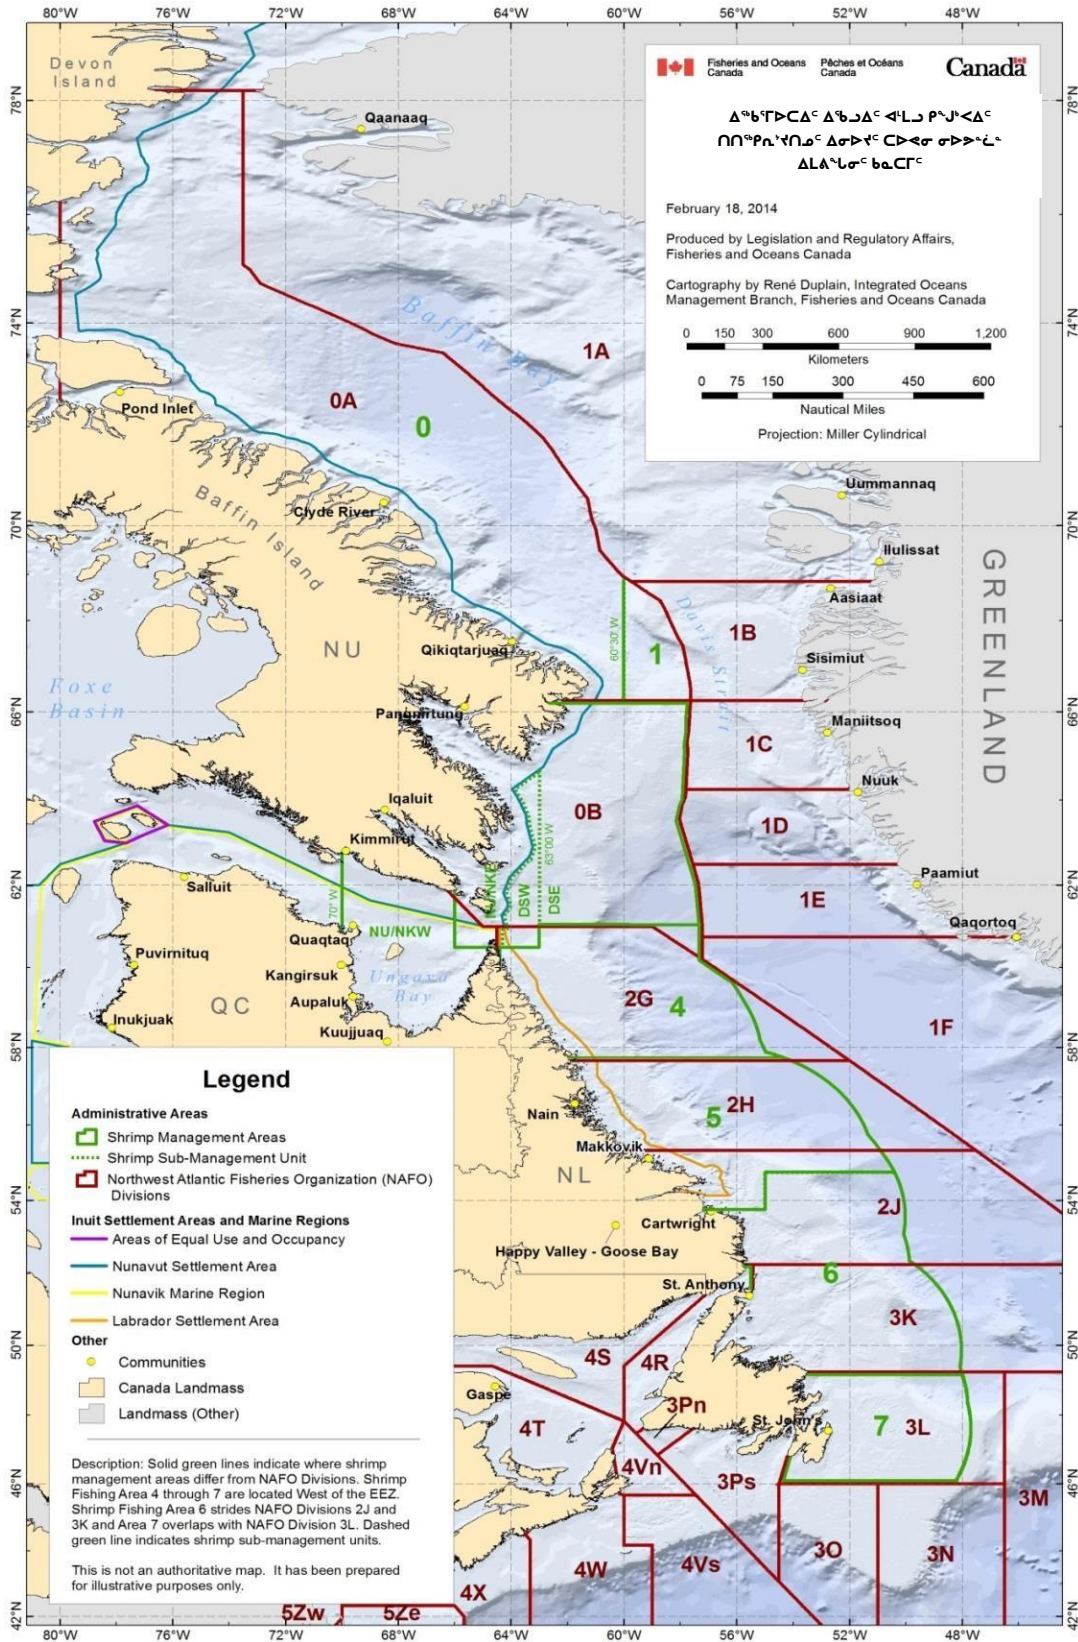 80°W 76°W 72°W 68°W 64°W 60°W 56°W 52°W 48°W
78°N
74°N
70°N
66°N
62°N
58°N
54°N
50°N
46°N
42°N
Devon
Island
Qaanaaq
Fisheries and Oceans
Canada
Pêches et Océans
Canada
Canada
ᐃᖃᓗᐃᑦ ᐊᒻᒪᓗ
February 18, 2014
Produced by Legislation and Regulatory Affairs,
Fisheries and Oceans Canada
Cartography by René Duplain, Integrated Oceans
Management Branch, Fisheries and Oceans Canada
0 150 300 600 900 1,200
Kilometers
0 75 150 300 450 600
Nautical Miles
Projection: Miller Cylindrical
Baffin Bay
1A
0A
0
Pond Inlet
Baffin Island
Clyde River
Uummannaq
Ilulissat
GREENLAND
Aasiaat
Davis Strait
1B
60°30' W
1
NU
Qikiqtarjuaq
Sisimiut
Foxe
Basin
Pangnirtung
Maniitsoq
1C
Nuuk
0B
Iqaluit
1D
Kimmirut
63°00 W
Paamiut
Salluit
70° W
NU/NKE
DSW
DSE
1E
Qaqortoq
Quaqtaq
NU/NKW
Puvirnituq
Kangirsuk
Ungava
Bay
Aupaluk
QC
2G
4
1F
Inukjuak
Kuujjuaq
2H
5
Nain
Makkovik
NL
2J
Cartwright
Happy Valley - Goose Bay
6
St. Anthony
3K
4S
4R
Gaspé
3Pn
St. John's
7
3L
4T
4Vn
3Ps
3M
4W
4Vs
3O
3N
4X
5Zw
5Ze
Legend
Administrative Areas
Shrimp Management Areas
Shrimp Sub-Management Unit
Northwest Atlantic Fisheries Organization (NAFO)
Divisions
Inuit Settlement Areas and Marine Regions
Areas of Equal Use and Occupancy
Nunavut Settlement Area
Nunavik Marine Region
Labrador Settlement Area
Other
Communities
Canada Landmass
Landmass (Other)
Description: Solid green lines indicate where shrimp
management areas differ from NAFO Divisions. Shrimp
Fishing Area 4 through 7 are located West of the EEZ.
Shrimp Fishing Area 6 strides NAFO Divisions 2J and
3K and Area 7 overlaps with NAFO Division 3L. Dashed
green line indicates shrimp sub-management units.
This is not an authoritative map. It has been prepared
for illustrative purposes only.
80°W 76°W 72°W 68°W 64°W 60°W 56°W 52°W 48°W